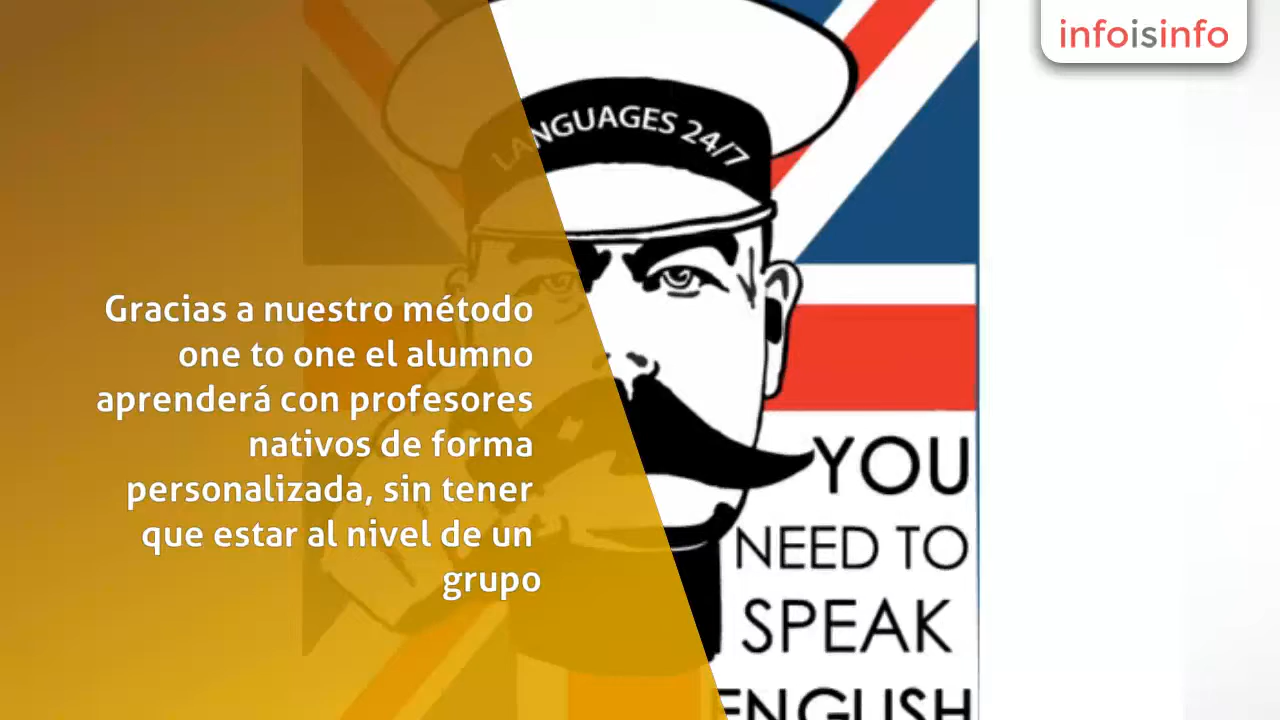 infoisinfo
LANGUAGES 24/7
Gracias a nuestro método
one to one el alumno
aprenderá con profesores
nativos de forma
personalizada, sin tener
que estar al nivel de un
grupo
YOU
NEED TO
SPEAK
ENGLISH